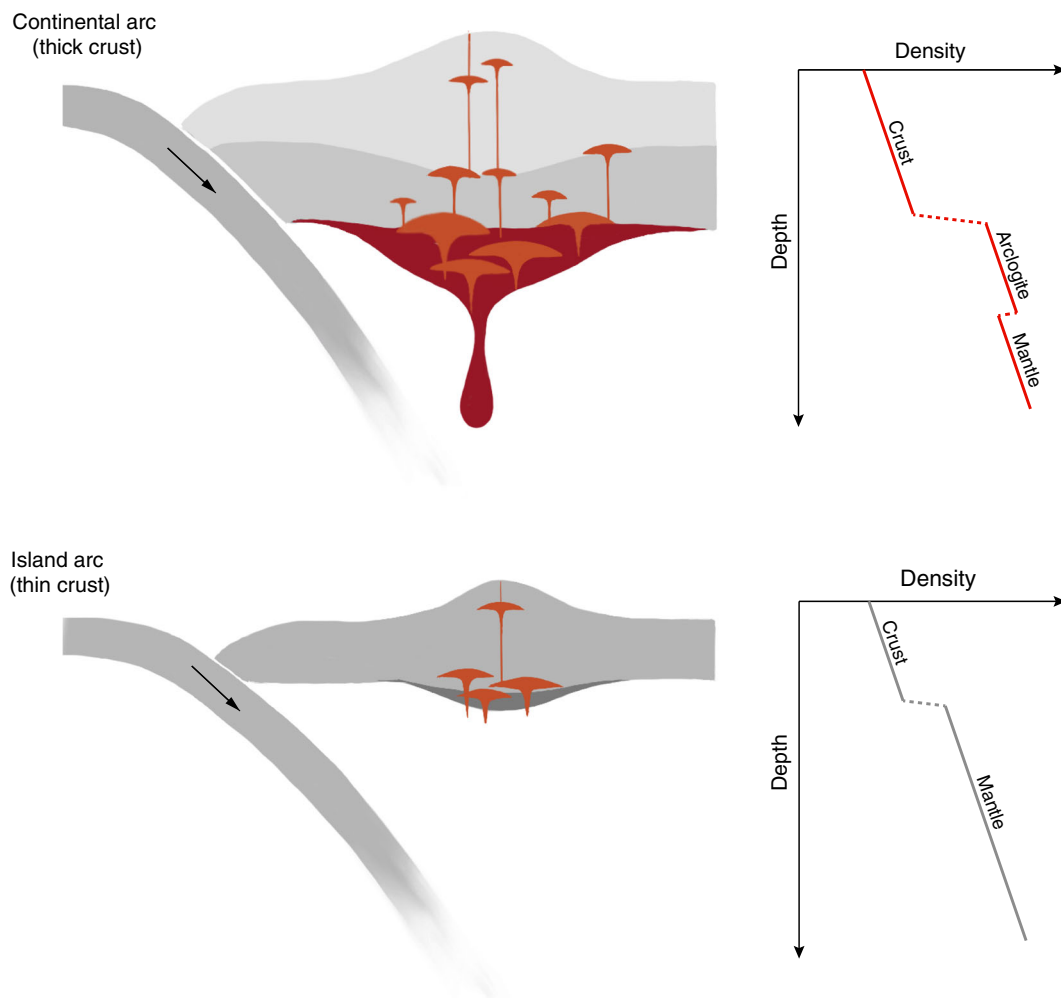 Continental arc
(thick crust)
Density
Crust
Depth
Arclogite
Mantle
Island arc
(thin crust)
Density
Crust
Depth
Mantle